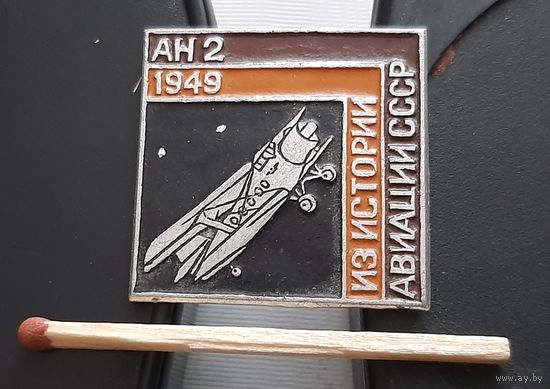 АН 2
1949
ИЗ ИСТОРИИ
АВИАЦИИ СССР
www.ay.by